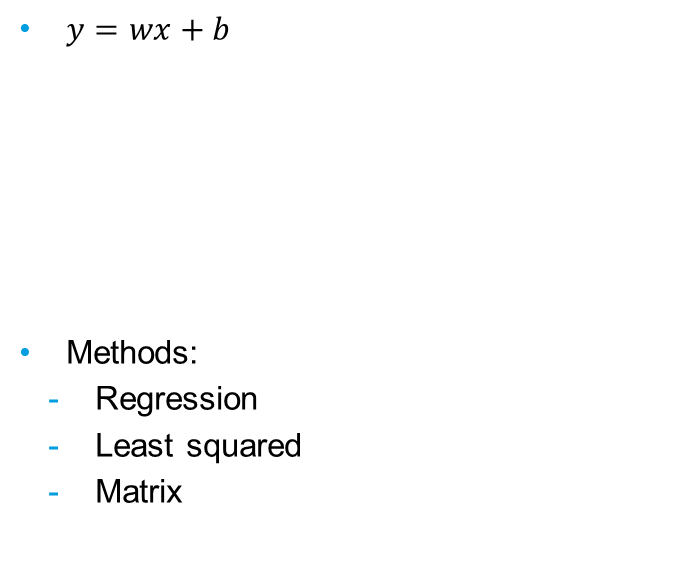 • y = wx + b
• Methods:
- Regression
- Least squared
- Matrix